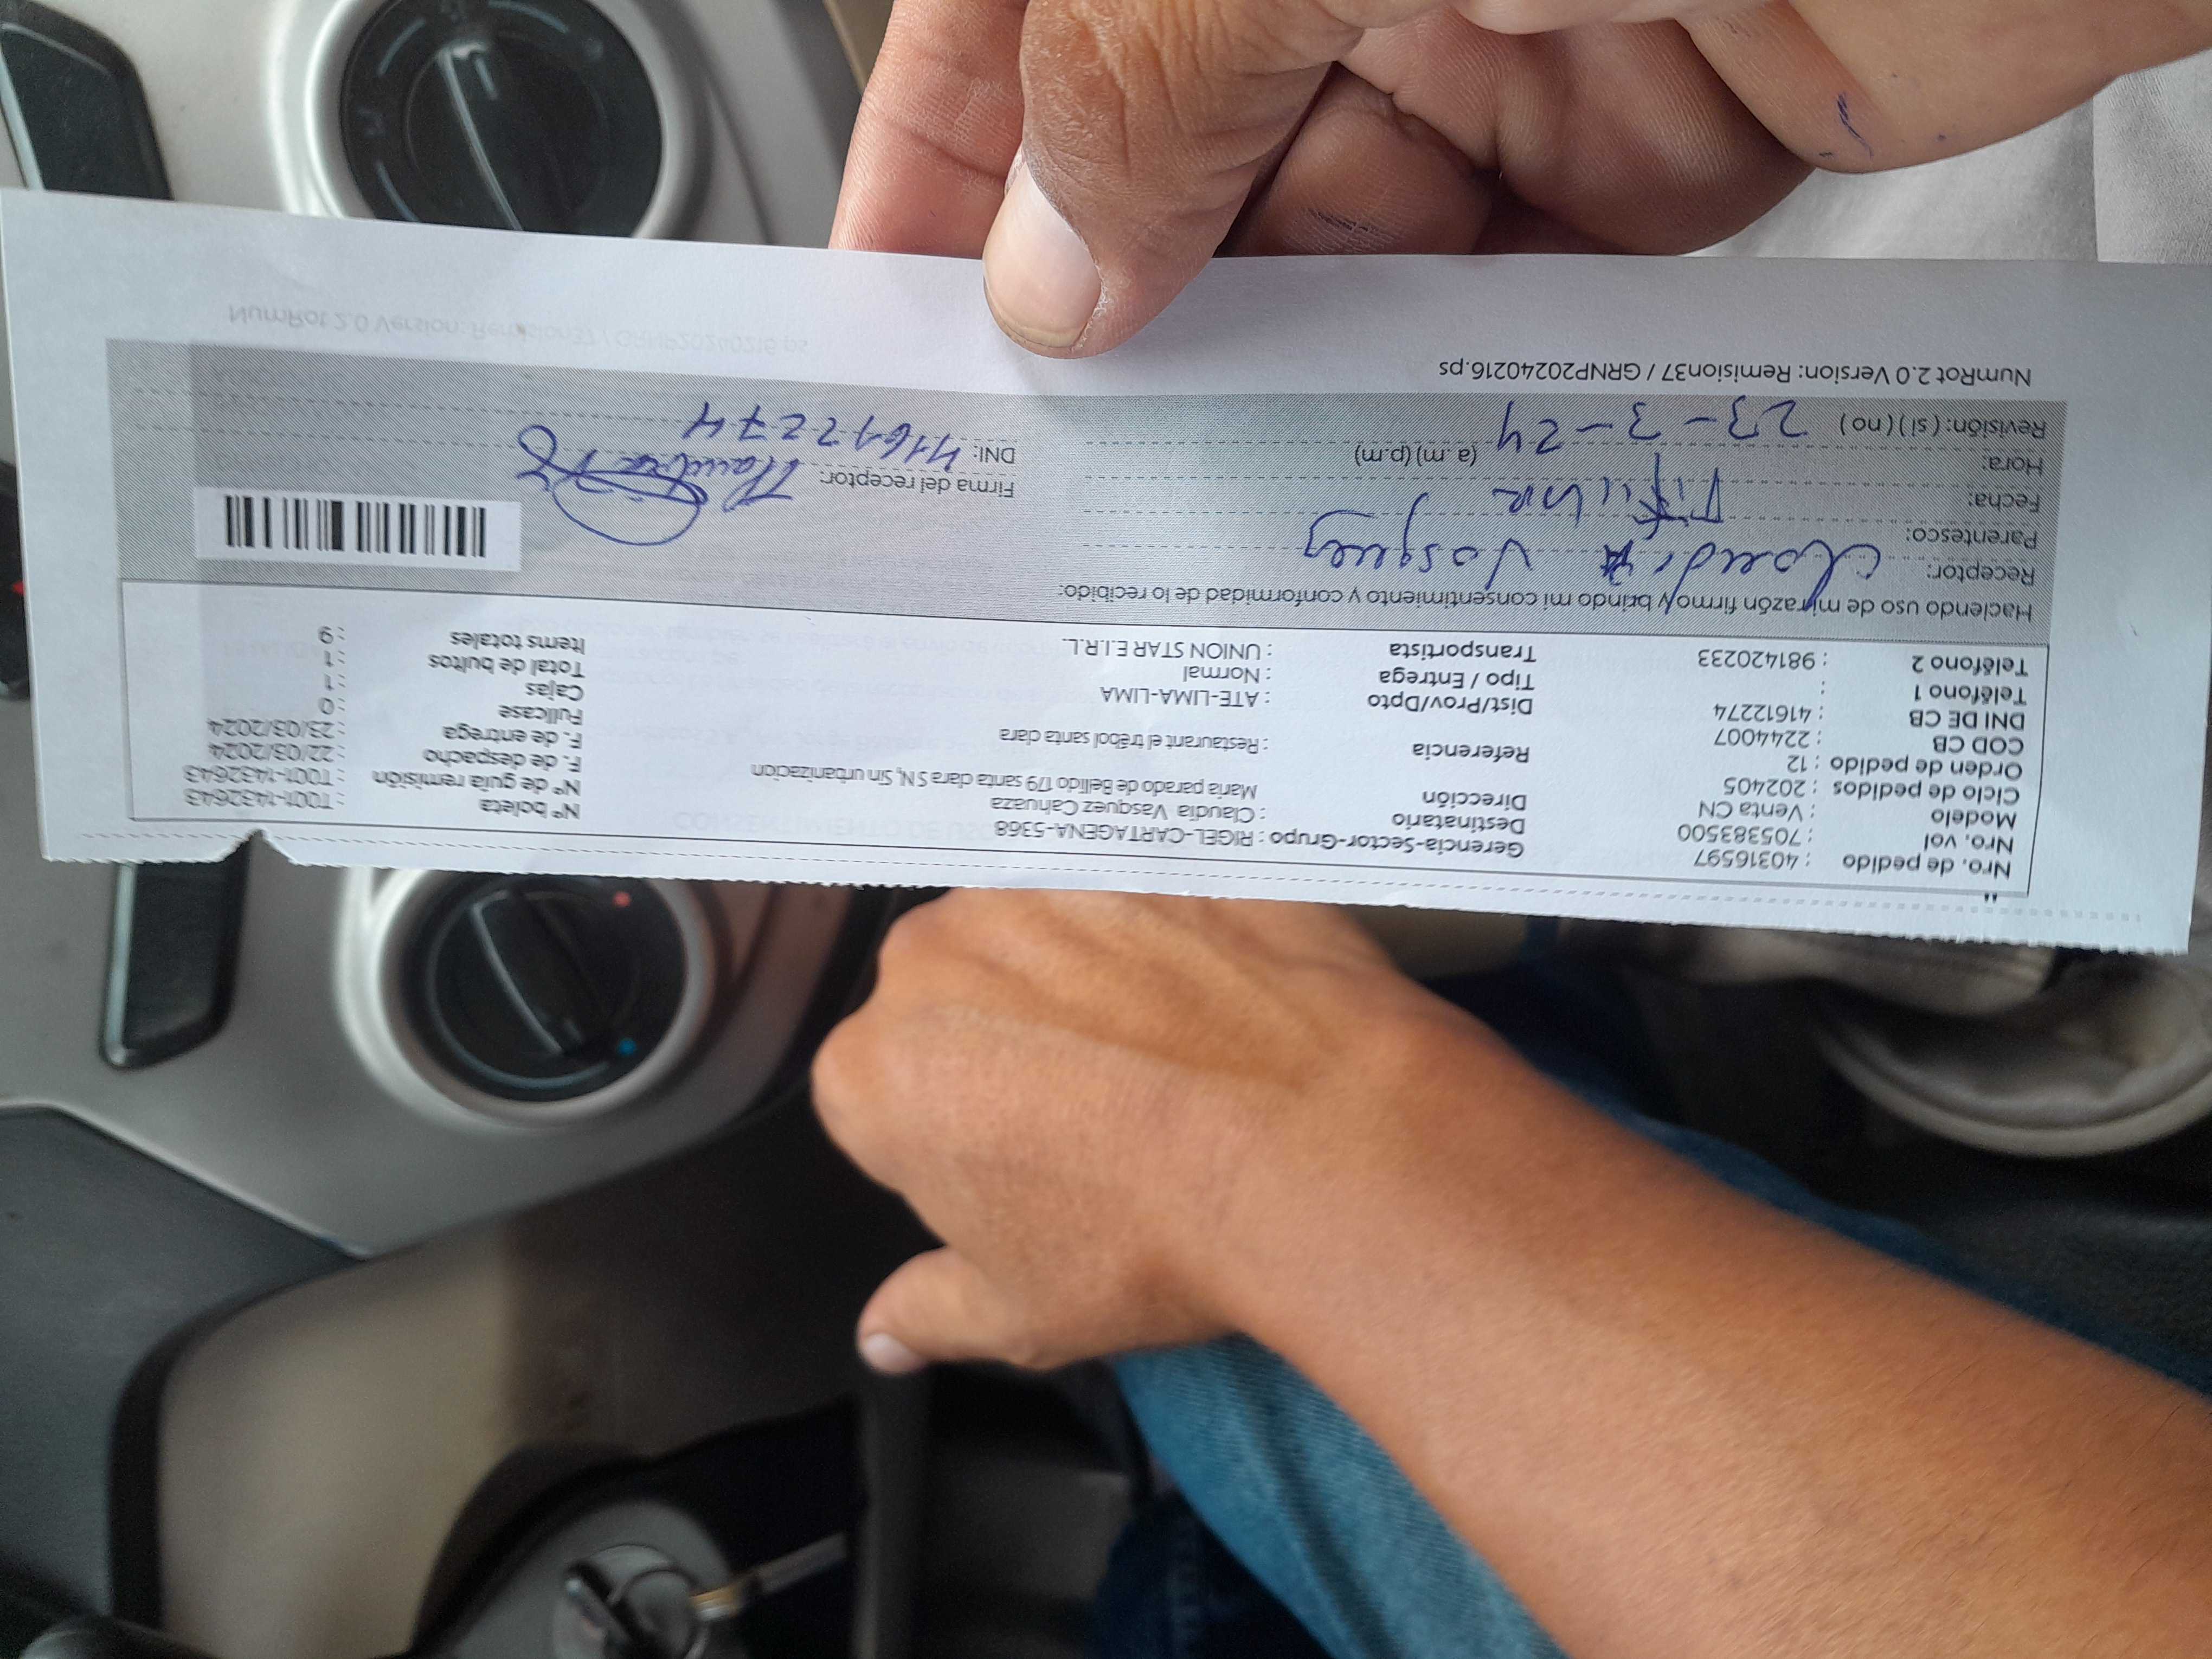 Nro. de pedido : 40316597
Nro. vol : 705383500
Modelo : Venta CN
Ciclo de pedidos : 202405
Orden de pedido : 12
COD CB : 2244007
DNI DE CB : 41612274
Teléfono 1 :
Teléfono 2 : 981420233
Gerencia-Sector-Grupo : RIGEL-CARTAGENA-5368
Destinatario : Claudia Vasquez Cañuaza
Dirección Maria parado de Bellido 179 santa clara S N, Sin urbanizacion
Referencia : Restaurant el trébol santa clara
Dist/Prov/Dpto : ATE-LIMA-LIMA
Tipo / Entrega : Normal
Transportista : UNION STAR E.I.R.L.
Nº boleta : T001-1432643
Nº de guía remisión : T001-1432643
F. de despacho : 22/03/2024
F. de entrega : 23/03/2024
Fullcase : 0
Cajas : 1
Total de bultos : 1
Items totales : 9
Haciendo uso de mi razón firmo y brindo mi consentimiento y conformidad de lo recibido:
Receptor: Claudia Vasquez
Parentesco: Titular
Fecha:
Hora: (a.m) (p.m)
Revisión: (si) (no) 23-3-24
Firma del receptor:
DNI: 41612274
NumRot 2.0 Version: Remision37 / GRNP20240216.ps